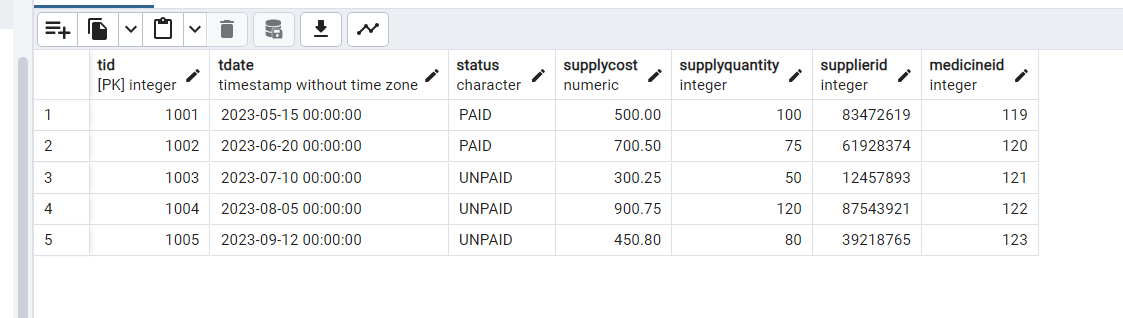 tid tdate status supplycost supplyquantity supplierid medicineid
[PK] integer timestamp without time zone character numeric integer integer integer
1 1001 2023-05-15 00:00:00 PAID 500.00 100 83472619 119
2 1002 2023-06-20 00:00:00 PAID 700.50 75 61928374 120
3 1003 2023-07-10 00:00:00 UNPAID 300.25 50 12457893 121
4 1004 2023-08-05 00:00:00 UNPAID 900.75 120 87543921 122
5 1005 2023-09-12 00:00:00 UNPAID 450.80 80 39218765 123